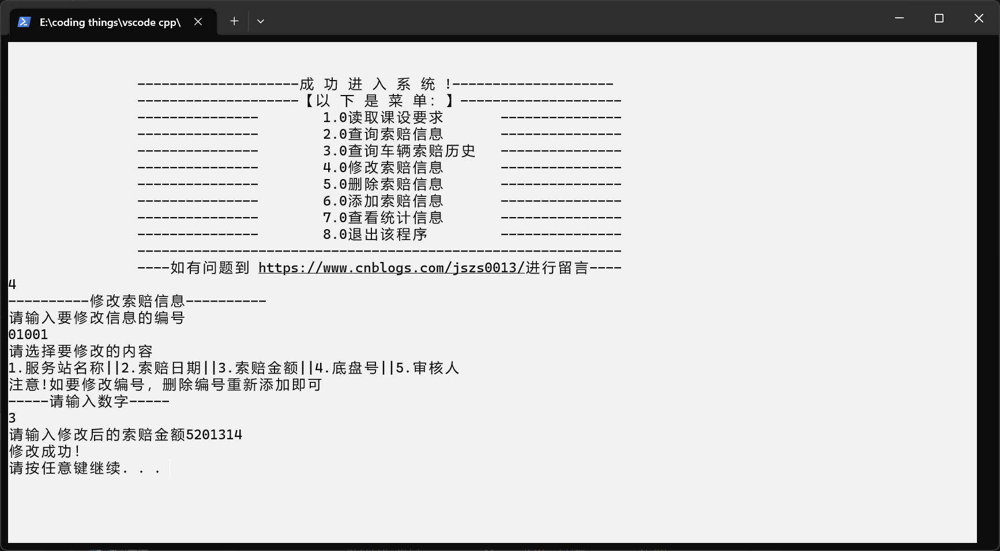 E:\coding things\vscode cpp\
--------------------成 功 进 入 系 统 !--------------------
--------------------【以 下 是 菜 单：】--------------------
---------------        1.0读取课设要求       ---------------
---------------        2.0查询索赔信息       ---------------
---------------        3.0查询车辆索赔历史   ---------------
---------------        4.0修改索赔信息       ---------------
---------------        5.0删除索赔信息       ---------------
---------------        6.0添加索赔信息       ---------------
---------------        7.0查看统计信息       ---------------
---------------        8.0退出该程序         ---------------
------------------------------------------------------------
----如有问题到 https://www.cnblogs.com/jszs0013/进行留言----
4
----------修改索赔信息----------
请输入要修改信息的编号
01001
请选择要修改的内容
1.服务站名称||2.索赔日期||3.索赔金额||4.底盘号||5.审核人
注意!如要修改编号，删除编号重新添加即可
-----请输入数字-----
3
请输入修改后的索赔金额5201314
修改成功!
请按任意键继续. . .